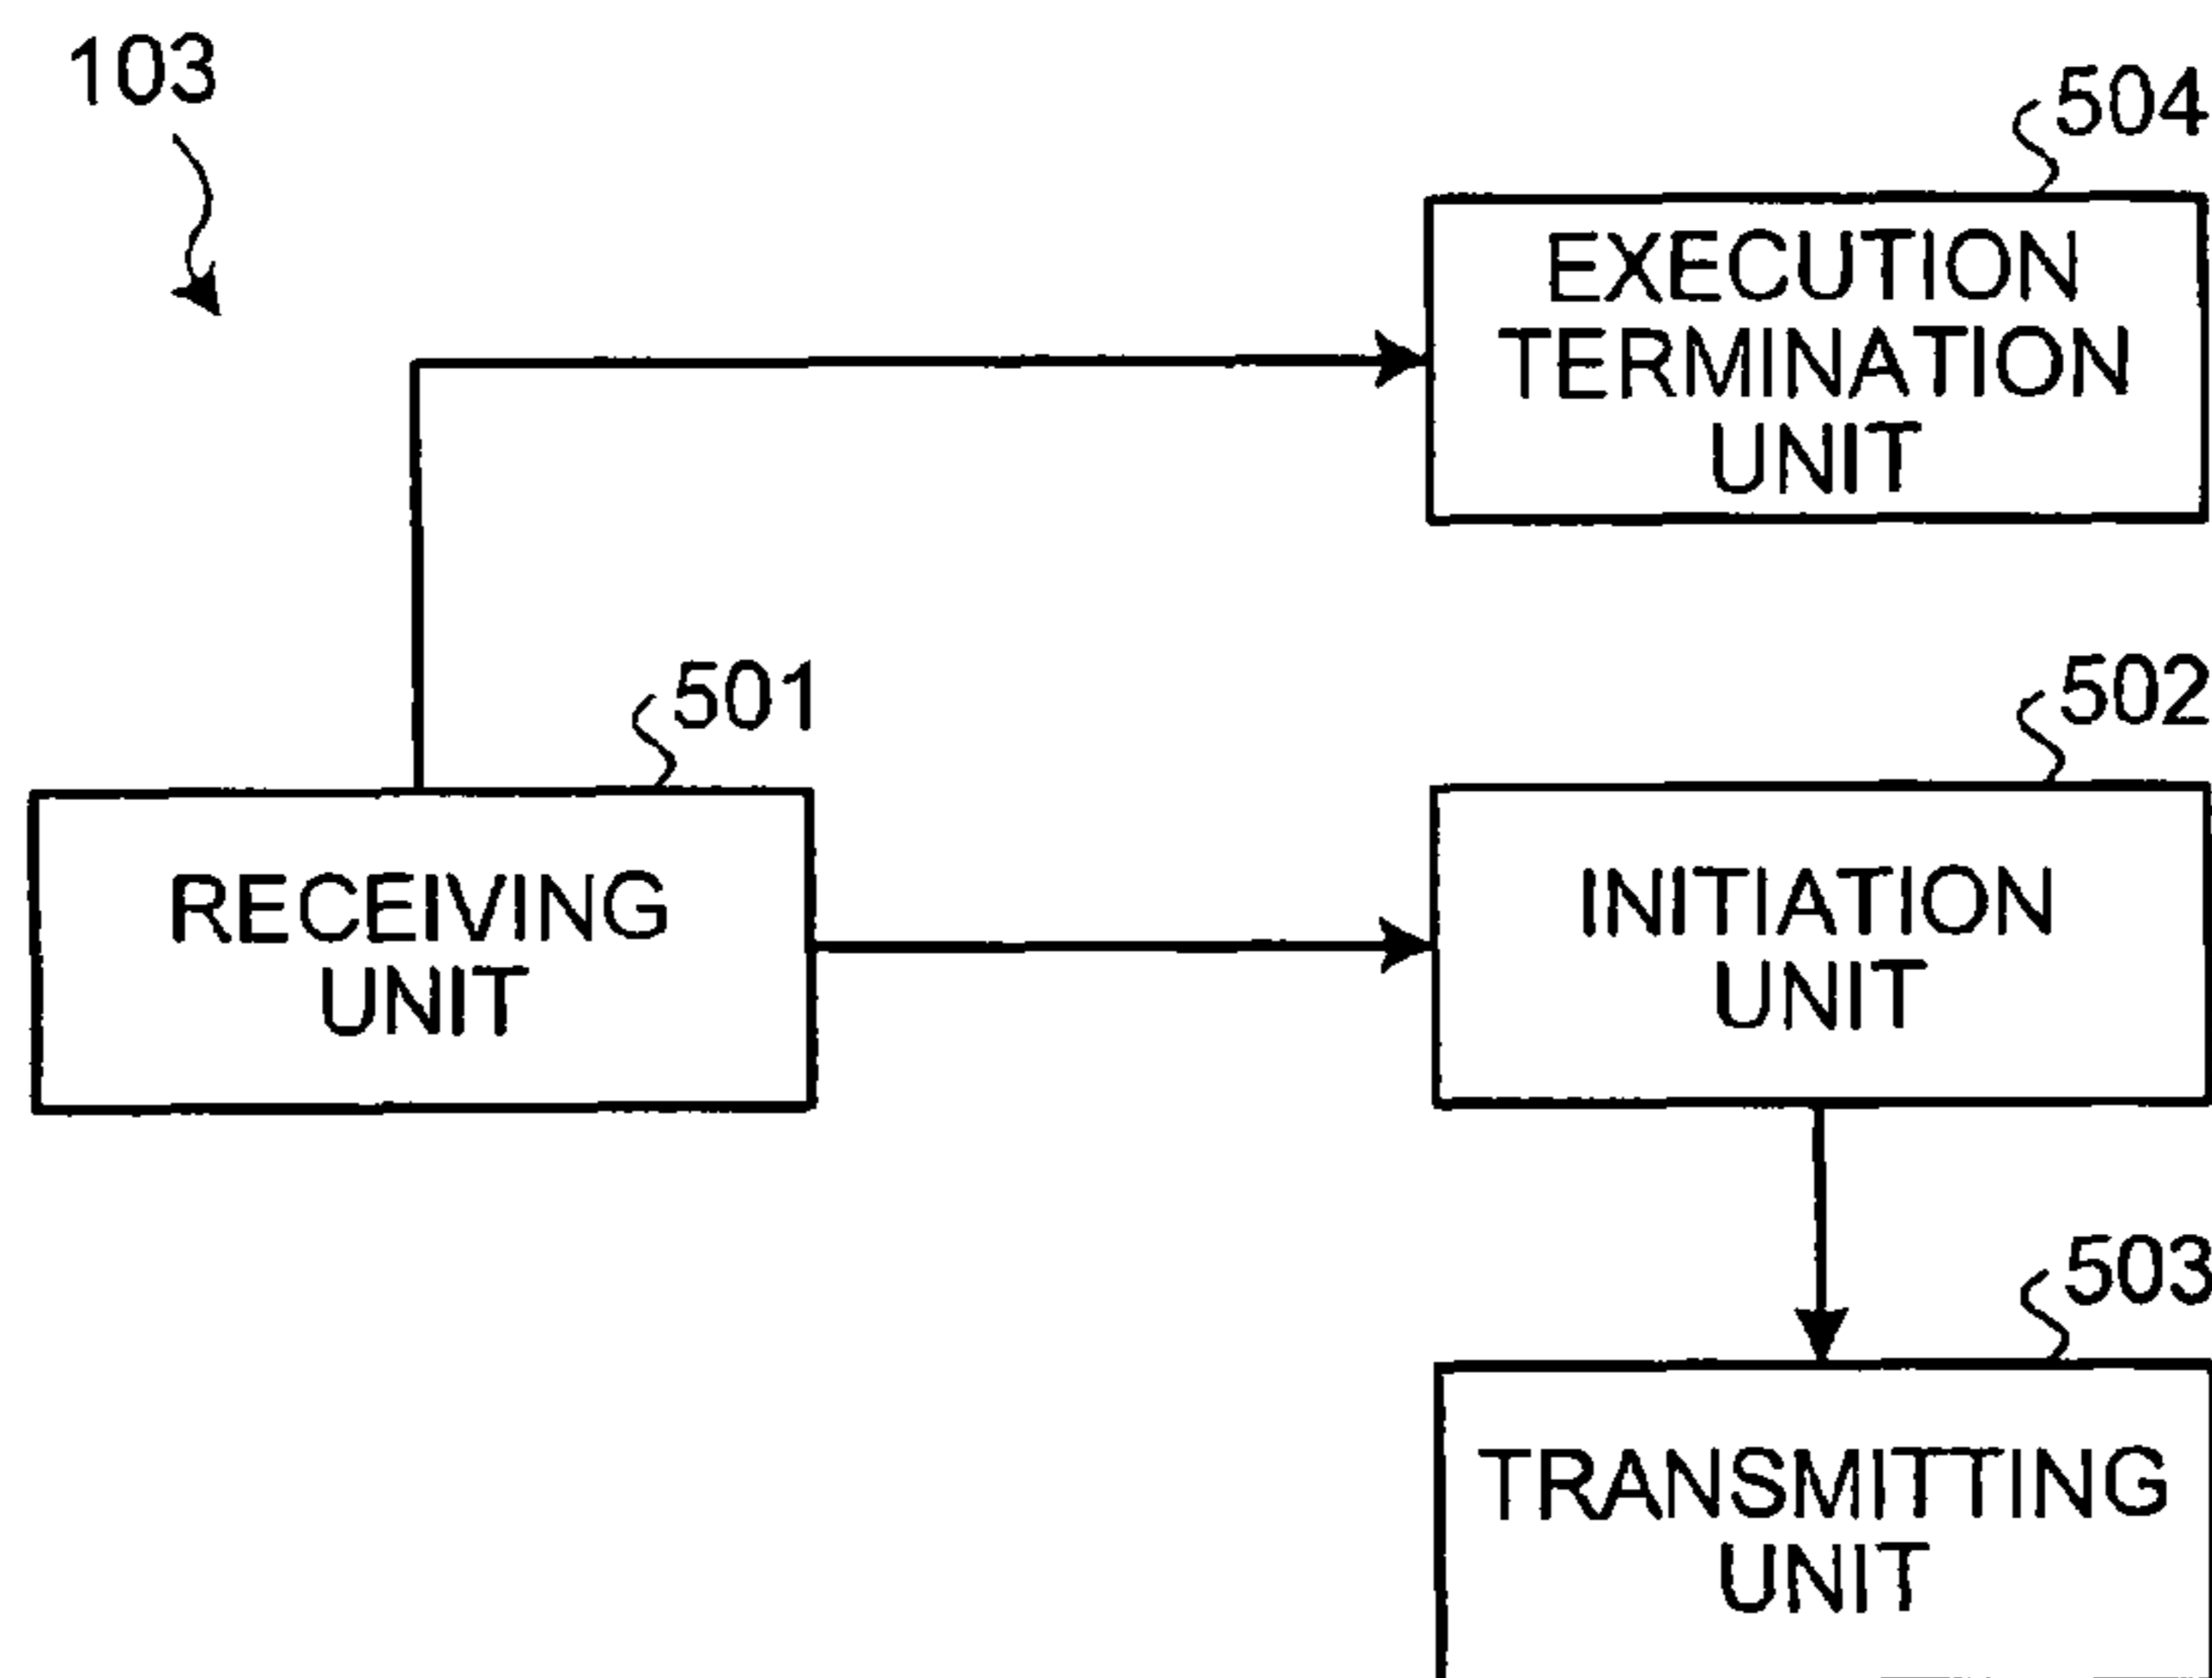 103
504
EXECUTION
TERMINATION
UNIT
501
RECEIVING
UNIT
502
INITIATION
UNIT
503
TRANSMITTING
UNIT